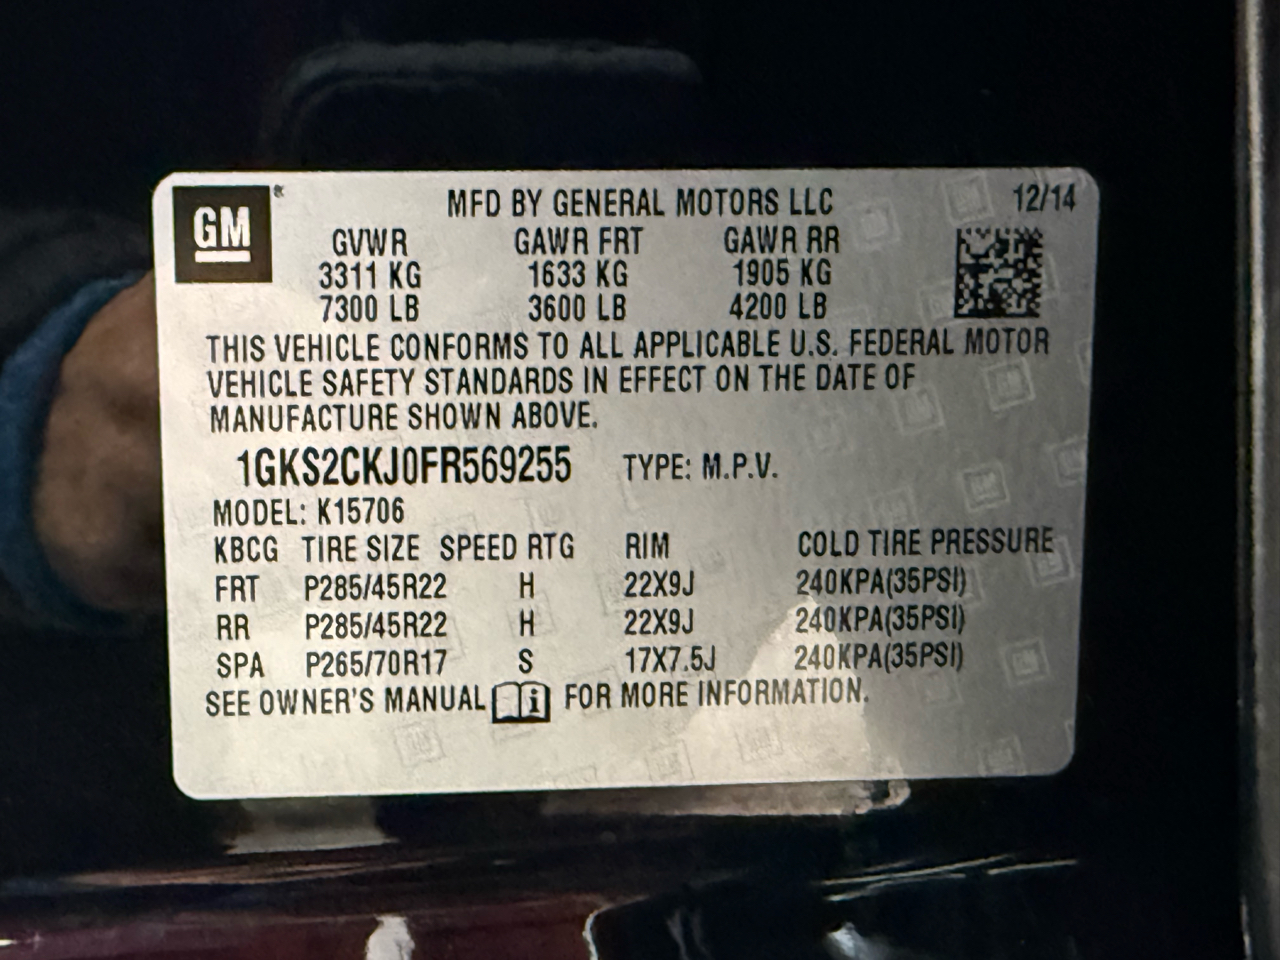 GM ® MFD BY GENERAL MOTORS LLC 12/14
GVWR GAWR FRT GAWR RR
3311 KG 1633 KG 1905 KG
7300 LB 3600 LB 4200 LB
THIS VEHICLE CONFORMS TO ALL APPLICABLE U.S. FEDERAL MOTOR
VEHICLE SAFETY STANDARDS IN EFFECT ON THE DATE OF
MANUFACTURE SHOWN ABOVE.
1GKS2CKJ0FR569255 TYPE: M.P.V.
MODEL: K15706
KBCG TIRE SIZE SPEED RTG RIM COLD TIRE PRESSURE
FRT P285/45R22 H 22X9J 240KPA(35PSI)
RR P285/45R22 H 22X9J 240KPA(35PSI)
SPA P265/70R17 S 17X7.5J 240KPA(35PSI)
SEE OWNER'S MANUAL i FOR MORE INFORMATION.